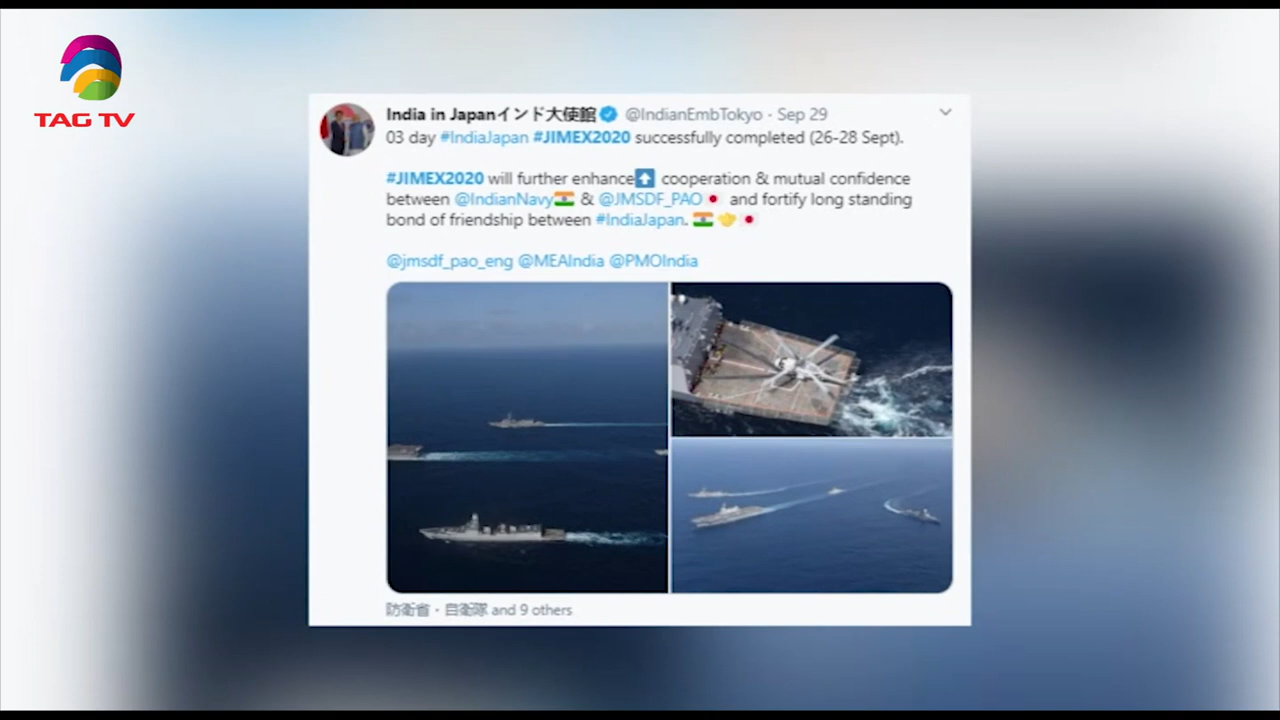 TAG TV
India in Japanインド大使館 @IndianEmbTokyo · Sep 29
03 day #IndiaJapan #JIMEX2020 successfully completed (26-28 Sept).
#JIMEX2020 will further enhance⬆️ cooperation & mutual confidence
between @IndianNavy🇮🇳 & @JMSDF_PAO🇯🇵 and fortify long standing
bond of friendship between #IndiaJapan. 🇮🇳🤝🇯🇵
@jmsdf_pao_eng @MEAIndia @PMOIndia
防衛省・自衛隊 and 9 others